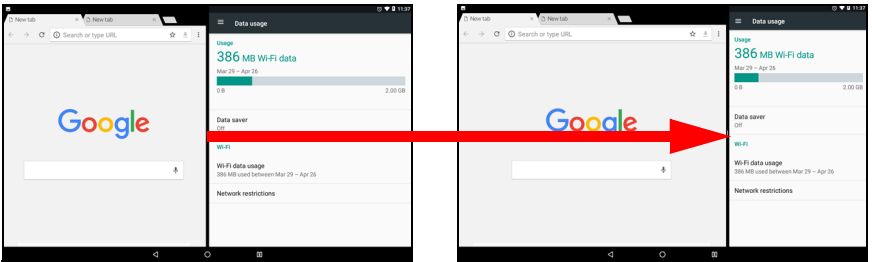 New tab
New tab
11:37
Data usage
Search or type URL
Usage
386 MB Wi-Fi data
Mar 29 – Apr 26
0 B
2.00 GB
Google
Data saver
Off
Wi-Fi
Wi-Fi data usage
386 MB used between Mar 29 – Apr 26
Network restrictions
New tab
New tab
11:37
Data usage
Search or type URL
Usage
386 MB Wi-Fi data
Mar 29 – Apr 26
0 B
2.00 GB
Google
Data saver
Off
Wi-Fi
Wi-Fi data usage
386 MB used between Mar 29 – Apr 26
Network restrictions